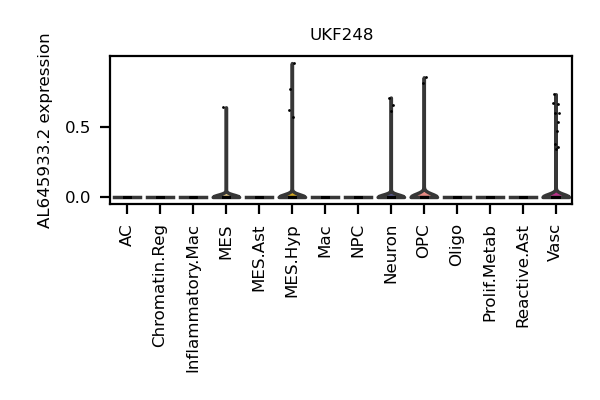 UKF248
AL645933.2 expression
0.5
0.0
AC
Chromatin.Reg
Inflammatory.Mac
MES
MES.Ast
MES.Hyp
Mac
NPC
Neuron
OPC
Oligo
Prolif.Metab
Reactive.Ast
Vasc